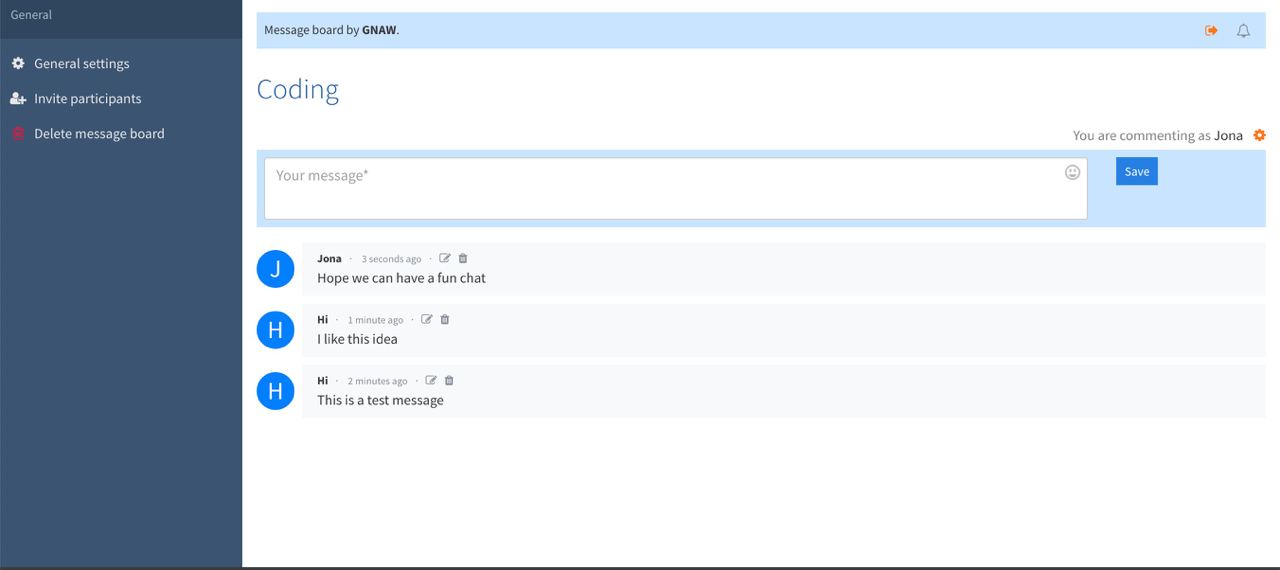 General
General settings
Invite participants
Delete message board
Message board by GNAW.
Coding
You are commenting as Jona
Your message*
Save
J
Jona · 3 seconds ago ·
Hope we can have a fun chat
H
Hi · 1 minute ago ·
I like this idea
H
Hi · 2 minutes ago ·
This is a test message